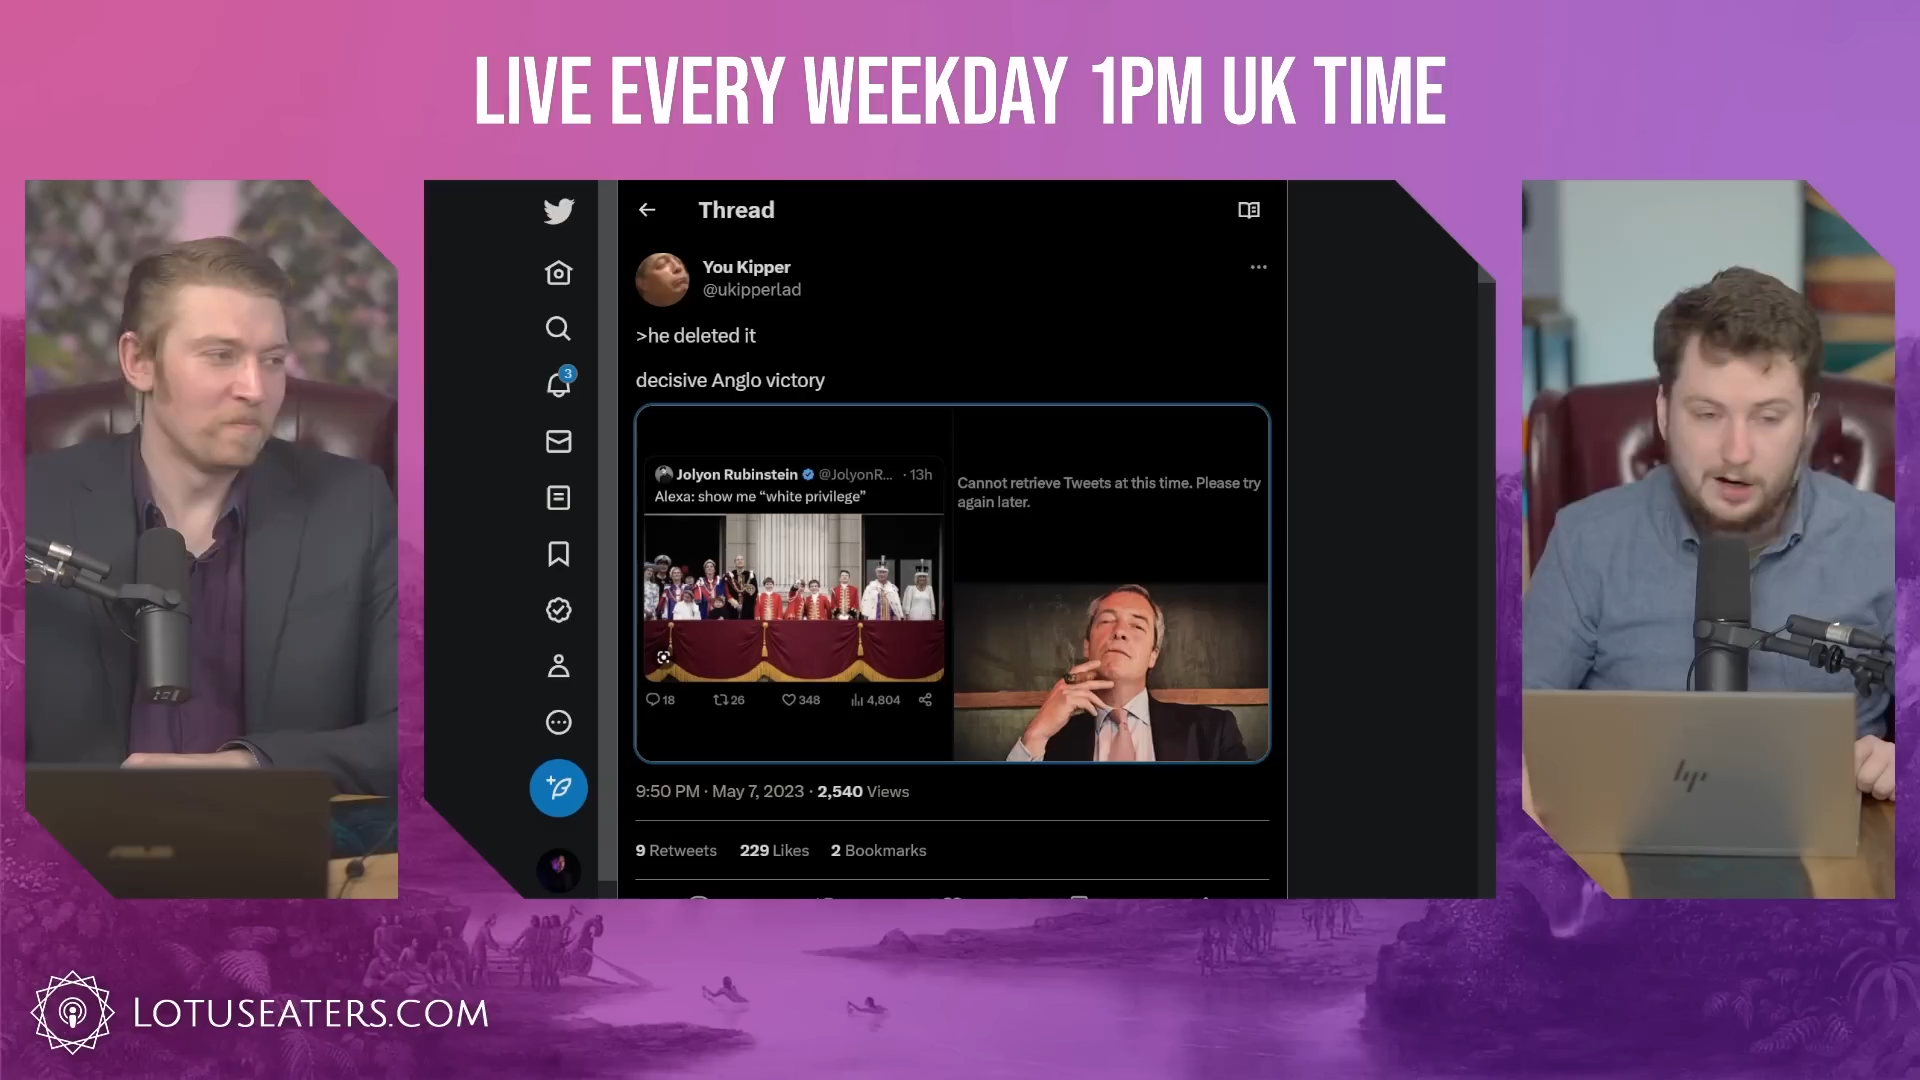 LIVE EVERY WEEKDAY 1PM UK TIME
Thread
You Kipper
@ukipperlad
>he deleted it
decisive Anglo victory
Jolyon Rubinstein @JolyonR... · 13h
Alexa: show me “white privilege”
18 26 348 4,804
Cannot retrieve Tweets at this time. Please try
again later.
9:50 PM · May 7, 2023 · 2,540 Views
9 Retweets 229 Likes 2 Bookmarks
3
hp
ASUS
LOTUSEATERS.COM